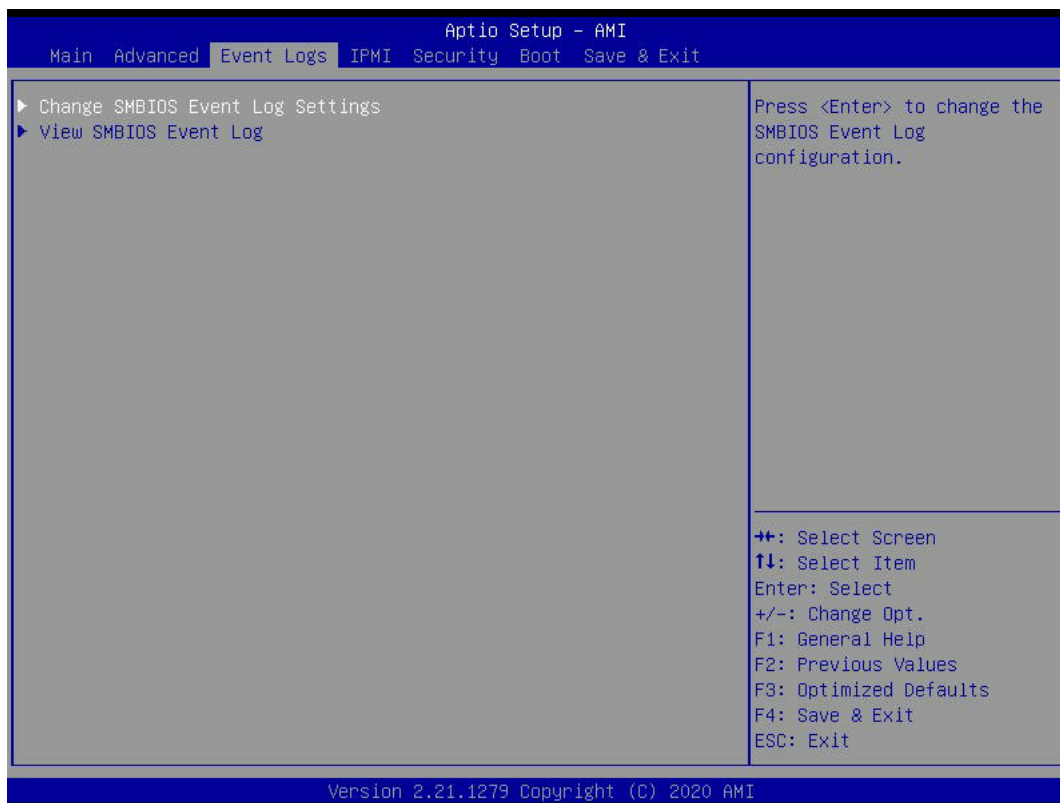 Aptio Setup – AMI
Main Advanced Event Logs IPMI Security Boot Save & Exit
▶ Change SMBIOS Event Log Settings
▶ View SMBIOS Event Log
Press <Enter> to change the
SMBIOS Event Log
configuration.
→←: Select Screen
↑↓: Select Item
Enter: Select
+/-: Change Opt.
F1: General Help
F2: Previous Values
F3: Optimized Defaults
F4: Save & Exit
ESC: Exit
Version 2.21.1279 Copyright (C) 2020 AMI